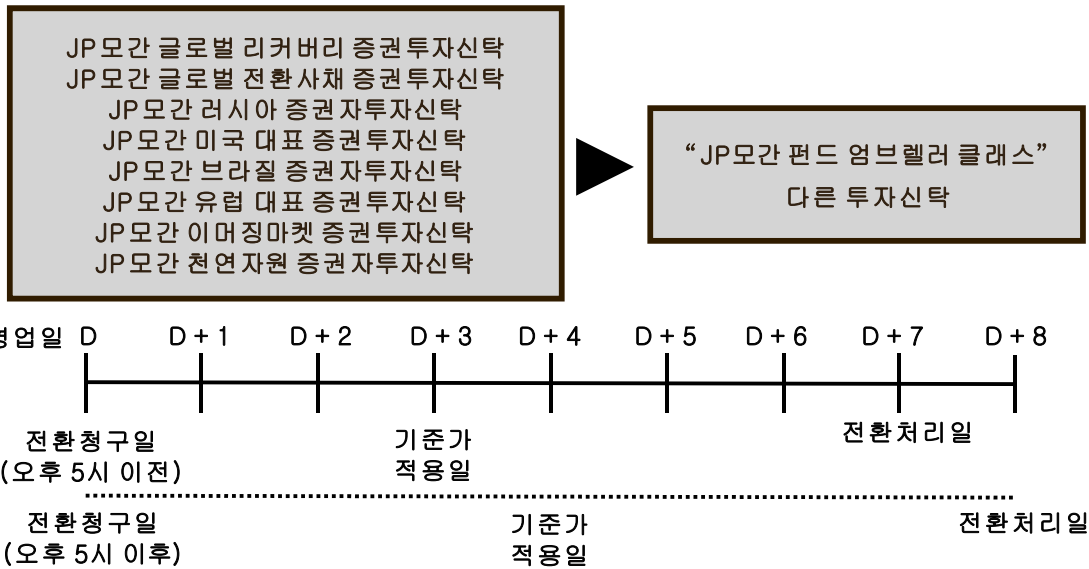 JP모간 글로벌 리커버리 증권투자신탁
JP모간 글로벌 전환사채 증권투자신탁
JP모간 러시아 증권자투자신탁
JP모간 미국 대표 증권투자신탁
JP모간 브라질 증권투자신탁
JP모간 유럽 대표 증권투자신탁
JP모간 이머징마켓 증권투자신탁
JP모간 천연자원 증권자투자신탁
“JP모간 펀드 엄브렐러 클래스”
다른 투자신탁
영업일 D D+1 D+2 D+3 D+4 D+5 D+6 D+7 D+8
전환청구일 기준가 전환처리일
(오후 5시 이전) 적용일
전환청구일 기준가 전환처리일
(오후 5시 이후) 적용일